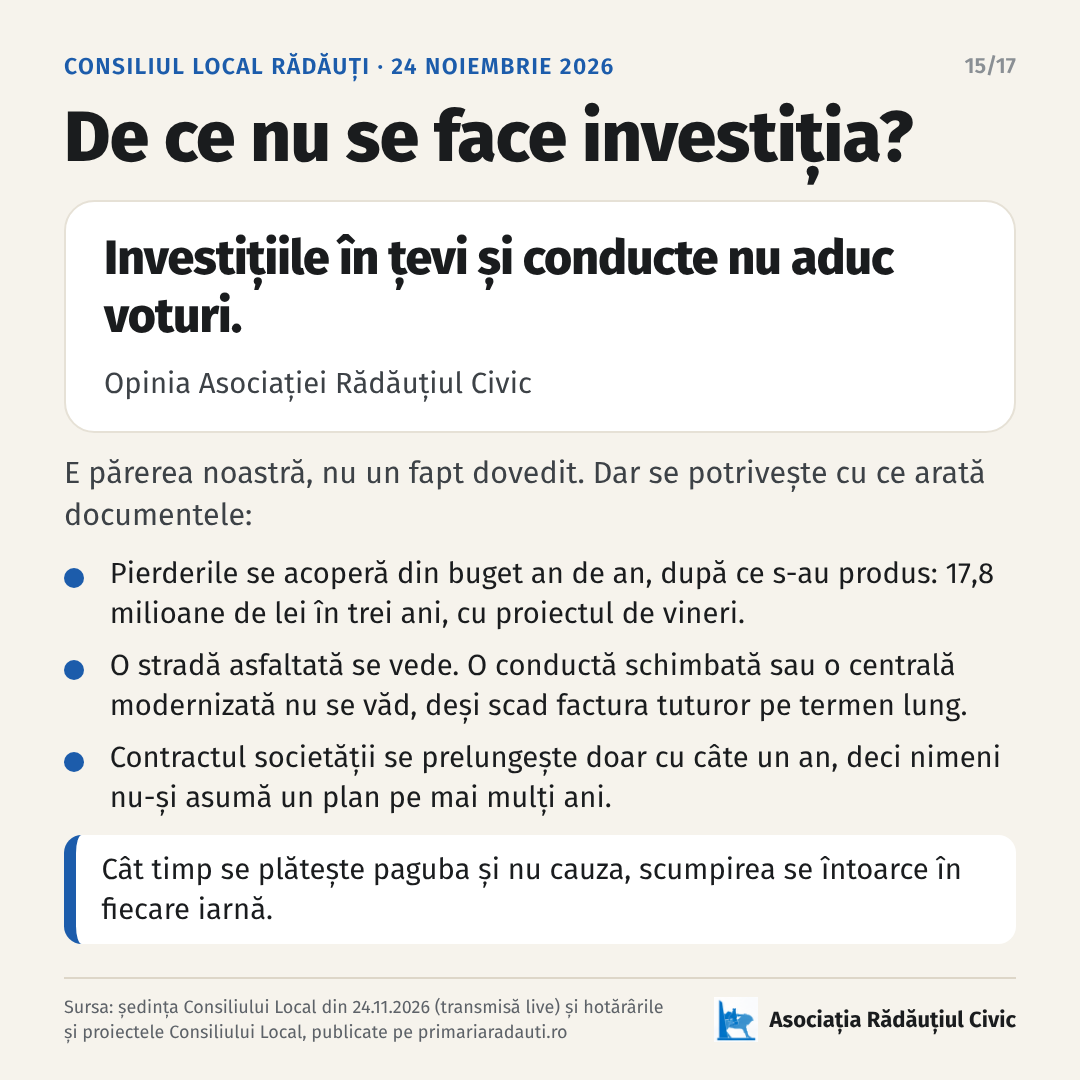 CONSILIUL LOCAL RĂDĂUȚI · 24 NOIEMBRIE 2026
15/17
De ce nu se face investiția?
Investițiile în țevi și conducte nu aduc
voturi.
Opinia Asociației Rădăuțiul Civic
E părerea noastră, nu un fapt dovedit. Dar se potrivește cu ce arată
documentele:
Pierderile se acoperă din buget an de an, după ce s-au produs: 17,8
milioane de lei în trei ani, cu proiectul de vineri.
O stradă asfaltată se vede. O conductă schimbată sau o centrală
modernizată nu se văd, deși scad factura tuturor pe termen lung.
Contractul societății se prelungește doar cu câte un an, deci nimeni
nu-și asumă un plan pe mai mulți ani.
Cât timp se plătește paguba și nu cauza, scumpirea se întoarce în
fiecare iarnă.
Sursa: ședința Consiliului Local din 24.11.2026 (transmisă live) și hotărârile
și proiectele Consiliului Local, publicate pe primariaradauti.ro
Asociația Rădăuțiul Civic